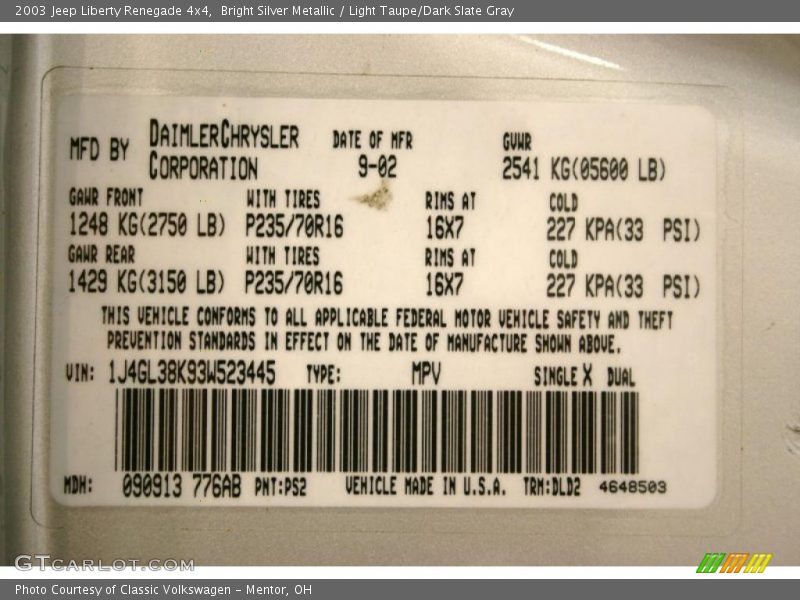 2003 Jeep Liberty Renegade 4x4,  Bright Silver Metallic / Light Taupe/Dark Slate Gray
MFD BY DAIMLERCHRYSLER CORPORATION DATE OF MFR 9-02 GVWR 2541 KG(05600 LB)
GAWR FRONT WITH TIRES RIMS AT COLD
1248 KG(2750 LB) P235/70R16 16X7 227 KPA(33 PSI)
GAWR REAR WITH TIRES RIMS AT COLD
1429 KG(3150 LB) P235/70R16 16X7 227 KPA(33 PSI)
THIS VEHICLE CONFORMS TO ALL APPLICABLE FEDERAL MOTOR VEHICLE SAFETY AND THEFT
PREVENTION STANDARDS IN EFFECT ON THE DATE OF MANUFACTURE SHOWN ABOVE.
VIN: 1J4GL38K93W523445 TYPE: MPV SINGLE X DUAL
MDH: 090913 776AB PNT:PS2 VEHICLE MADE IN U.S.A. TRM:DLD2 4648503
GTCARLOT.COM
Photo Courtesy of Classic Volkswagen - Mentor, OH